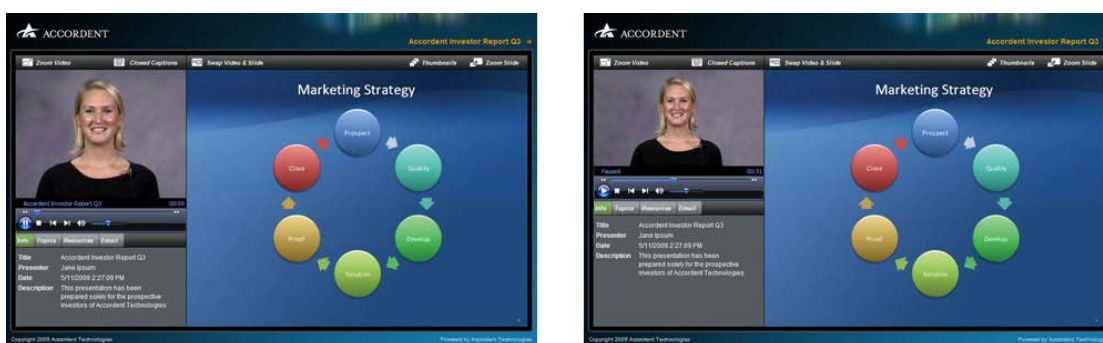 ACCORDENT
Accordent Investor Report Q3
Zoom Video Closed Captions Swap Video & Slide Thumbnails Zoom Slide
Marketing Strategy
Prospect
Close
Quality
Proof
Develop
Solution
Accordent Investor Report Q3 00:09
Info Topics Resources Email
Title Accordent Investor Report Q3
Presenter Jane Ipsum
Date 5/11/2009 2:27:09 PM
Description This presentation has been
prepared solely for the prospective
investors of Accordent Technologies
Copyright 2009 Accordent Technologies
Powered by Accordent Technologies
ACCORDENT
Accordent Investor Report Q3
Zoom Video Closed Captions Swap Video & Slide Thumbnails Zoom Slide
Marketing Strategy
Prospect
Close
Quality
Proof
Develop
Solution
Paused 00:31
Info Topics Resources Email
Title Accordent Investor Report Q3
Presenter Jane Ipsum
Date 5/11/2009 2:27:09 PM
Description This presentation has been
prepared solely for the prospective
investors of Accordent Technologies
Copyright 2009 Accordent Technologies
Powered by Accordent